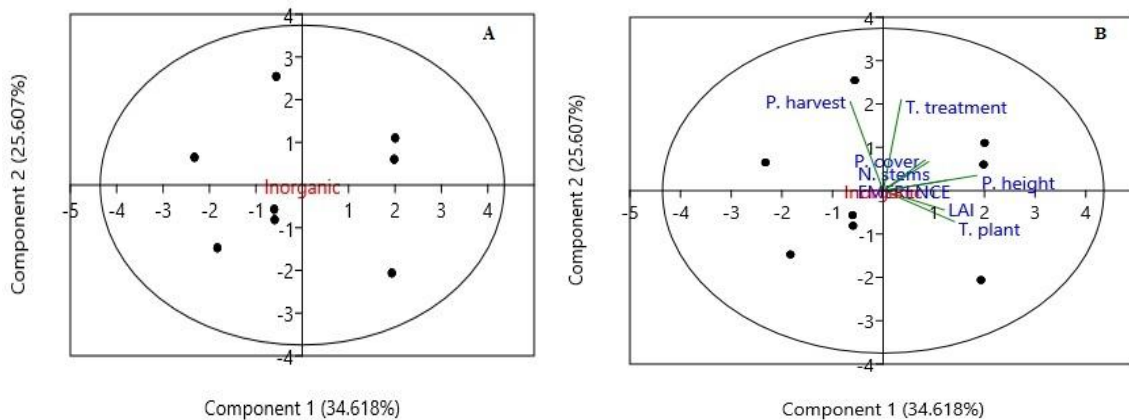 A
4
3
2
1
-5 -4 -3 -2 -1 1 2 3 4
-1
-2
-3
-4
Inorganic
Component 2 (25.607%)
Component 1 (34.618%)
B
4
3
2
1
-5 -4 -3 -2 -1 1 2 3 4
-1
-2
-3
-4
P. harvest
T. treatment
P. cover
N. stems
P. height
LAI
T. plant
Component 2 (25.607%)
Component 1 (34.618%)